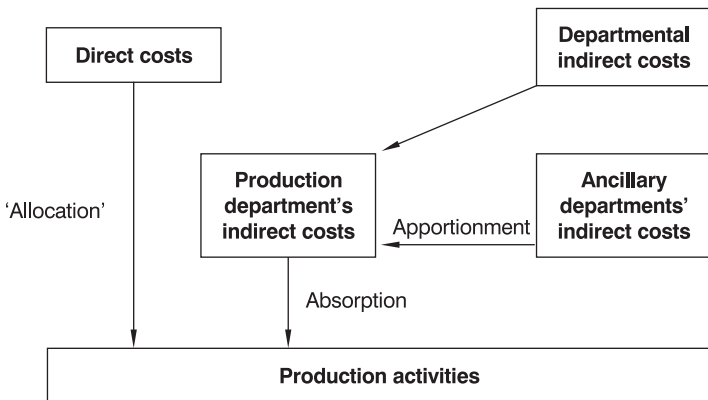 Direct costs
Departmental
indirect costs
Production
department's
indirect costs
Ancillary
departments'
indirect costs
‘Allocation’
Apportionment
Absorption
Production activities